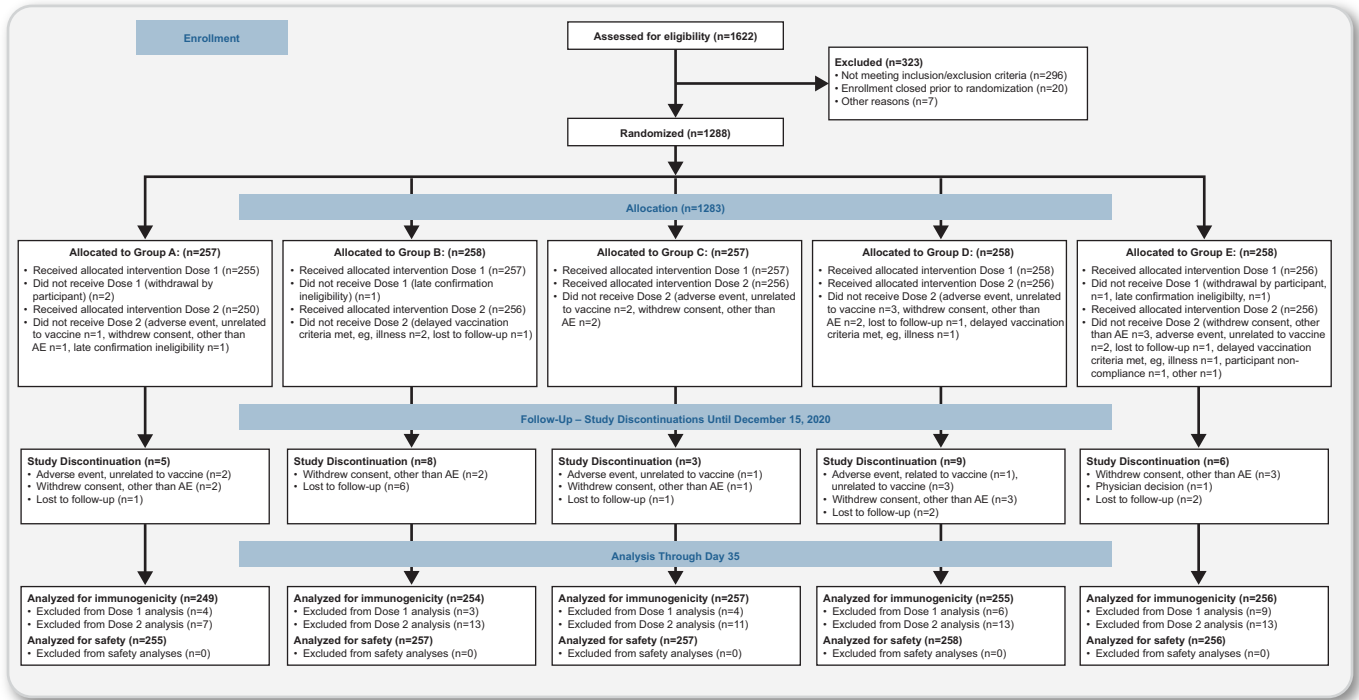 Enrollment
Assessed for eligibility (n=1622)
Excluded (n=323)
• Not meeting inclusion/exclusion criteria (n=296)
• Enrollment closed prior to randomization (n=20)
• Other reasons (n=7)
Randomized (n=1288)
Allocation (n=1283)
Allocated to Group A: (n=257)
• Received allocated intervention Dose 1 (n=255)
• Did not receive Dose 1 (withdrawal by
participant) (n=2)
• Received allocated intervention Dose 2 (n=250)
• Did not receive Dose 2 (adverse event, unrelated
to vaccine n=1, withdrew consent, other than
AE n=1, late confirmation ineligibility n=1)
Allocated to Group B: (n=258)
• Received allocated intervention Dose 1 (n=257)
• Did not receive Dose 1 (late confirmation
ineligibility) (n=1)
• Received allocated intervention Dose 2 (n=256)
• Did not receive Dose 2 (delayed vaccination
criteria met, eg, illness n=2, lost to follow-up n=1)
Allocated to Group C: (n=257)
• Received allocated intervention Dose 1 (n=257)
• Received allocated intervention Dose 2 (n=256)
• Did not receive Dose 2 (adverse event, unrelated
to vaccine n=2, withdrew consent, other than
AE n=2)
Allocated to Group D: (n=258)
• Received allocated intervention Dose 1 (n=258)
• Received allocated intervention Dose 2 (n=256)
• Did not receive Dose 2 (adverse event, unrelated
to vaccine n=3, withdrew consent, other than
AE n=2, lost to follow-up n=1, delayed vaccination
criteria met, eg, illness n=1)
Allocated to Group E: (n=258)
• Received allocated intervention Dose 1 (n=256)
• Did not receive Dose 1 (withdrawal by participant,
n=1, late confirmation ineligibilty, n=1)
• Received allocated intervention Dose 2 (n=256)
• Did not receive Dose 2 (withdrew consent, other
than AE n=3, adverse event, unrelated to vaccine
n=2, lost to follow-up n=1, delayed vaccination
criteria met, eg, illness n=1, participant non-
compliance n=1, other n=1)
Follow-Up – Study Discontinuations Until December 15, 2020
Study Discontinuation (n=5)
• Adverse event, unrelated to vaccine (n=2)
• Withdrew consent, other than AE (n=2)
• Lost to follow-up (n=1)
Study Discontinuation (n=8)
• Withdrew consent, other than AE (n=2)
• Lost to follow-up (n=6)
Study Discontinuation (n=3)
• Adverse event, unrelated to vaccine (n=1)
• Withdrew consent, other than AE (n=1)
• Lost to follow-up (n=1)
Study Discontinuation (n=9)
• Adverse event, related to vaccine (n=1),
unrelated to vaccine (n=3)
• Withdrew consent, other than AE (n=3)
• Lost to follow-up (n=2)
Study Discontinuation (n=6)
• Withdrew consent, other than AE (n=3)
• Physician decision (n=1)
• Lost to follow-up (n=2)
Analysis Through Day 35
Analyzed for immunogenicity (n=249)
• Excluded from Dose 1 analysis (n=4)
• Excluded from Dose 2 analysis (n=7)
Analyzed for safety (n=255)
• Excluded from safety analyses (n=0)
Analyzed for immunogenicity (n=254)
• Excluded from Dose 1 analysis (n=3)
• Excluded from Dose 2 analysis (n=13)
Analyzed for safety (n=257)
• Excluded from safety analyses (n=0)
Analyzed for immunogenicity (n=257)
• Excluded from Dose 1 analysis (n=4)
• Excluded from Dose 2 analysis (n=11)
Analyzed for safety (n=257)
• Excluded from safety analyses (n=0)
Analyzed for immunogenicity (n=255)
• Excluded from Dose 1 analysis (n=6)
• Excluded from Dose 2 analysis (n=13)
Analyzed for safety (n=258)
• Excluded from safety analyses (n=0)
Analyzed for immunogenicity (n=256)
• Excluded from Dose 1 analysis (n=9)
• Excluded from Dose 2 analysis (n=13)
Analyzed for safety (n=256)
• Excluded from safety analyses (n=0)